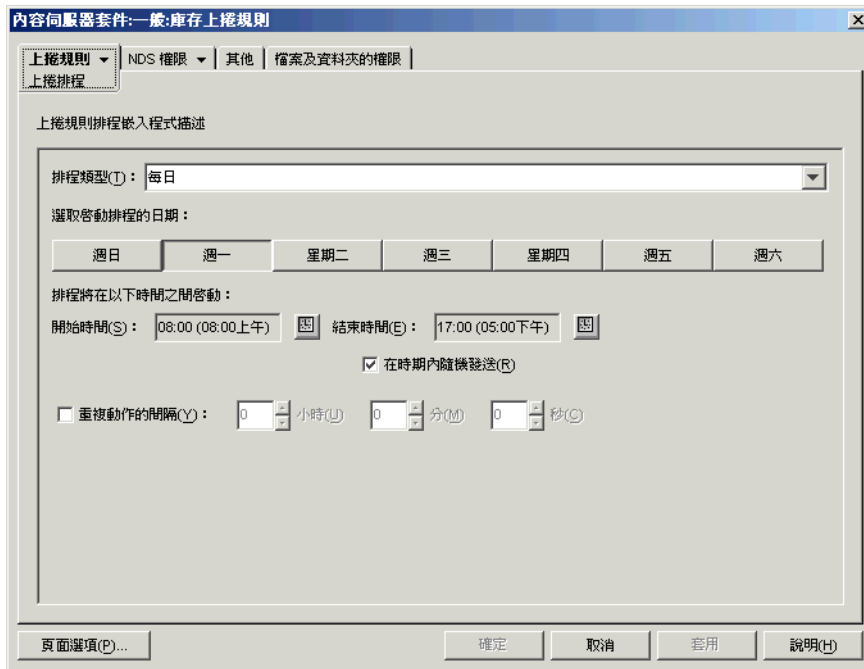 內容伺服器套件:一般:庫存上捲規則
上捲規則 NDS 權限 其他 檔案及資料夾的權限
上捲排程
上捲規則排程嵌入程式描述
排程類型(T)： 每日
選取啓動排程的日期：
週日 週一 星期二 週三 星期四 週五 週六
排程將在以下時間之間啓動：
開始時間(S)： 08:00 (08:00上午) 結束時間(E)： 17:00 (05:00下午)
在時期內隨機發送(R)
重複動作的間隔(Y)： 0 小時(U) 0 分(M) 0 秒(C)
頁面選項(P)... 確定 取消 套用 說明(H)